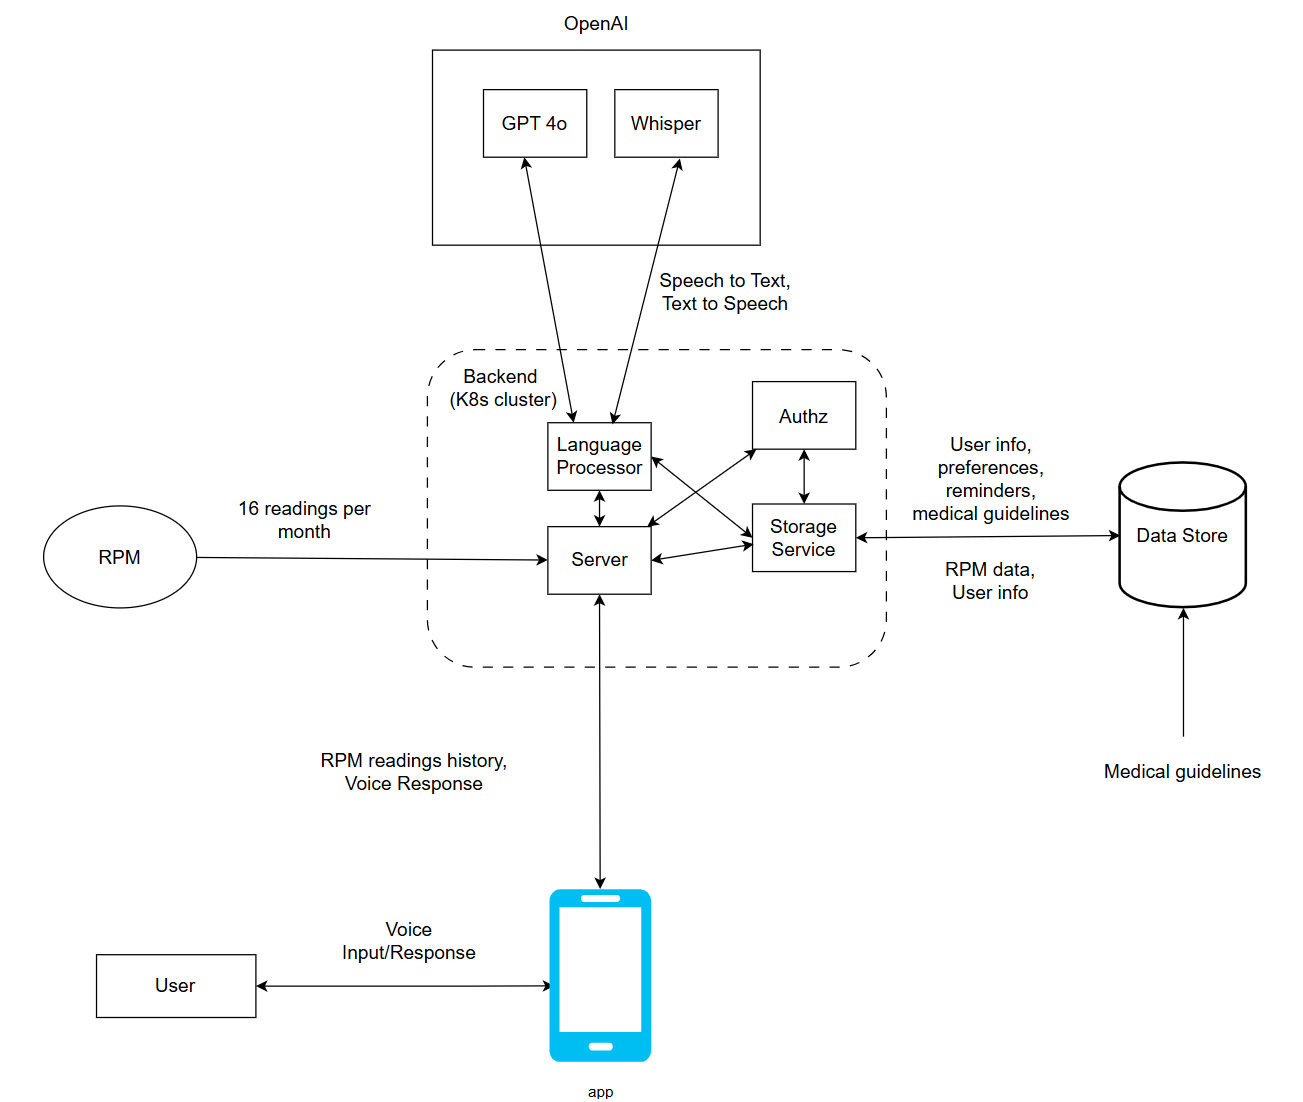 OpenAI
GPT 4o
Whisper
Speech to Text,
Text to Speech
Backend
(K8s cluster)
Authz
Language
Processor
User info,
preferences,
reminders,
medical guidelines
16 readings per
month
Storage
Service
Data Store
RPM
Server
RPM data,
User info
RPM readings history,
Voice Response
Medical guidelines
Voice
Input/Response
User
app